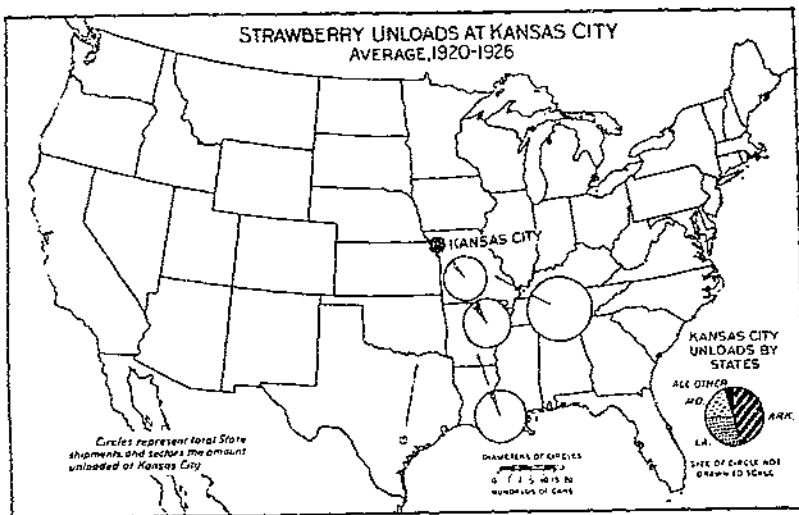 STRAWBERRY UNLOADS AT KANSAS CITY
AVERAGE, 1920-1926
KANSAS CITY
KANSAS CITY
UNLOADS BY
STATES
ALL OTHER
MO.
ARK.
LA.
SIZE OF CIRCLE NOT
DRAWN TO SCALE
Circles represent total State
shipments, and sectors the amount
unloaded at Kansas City
DIAMETERS OF CIRCLES
HUNDREDS OF CARS